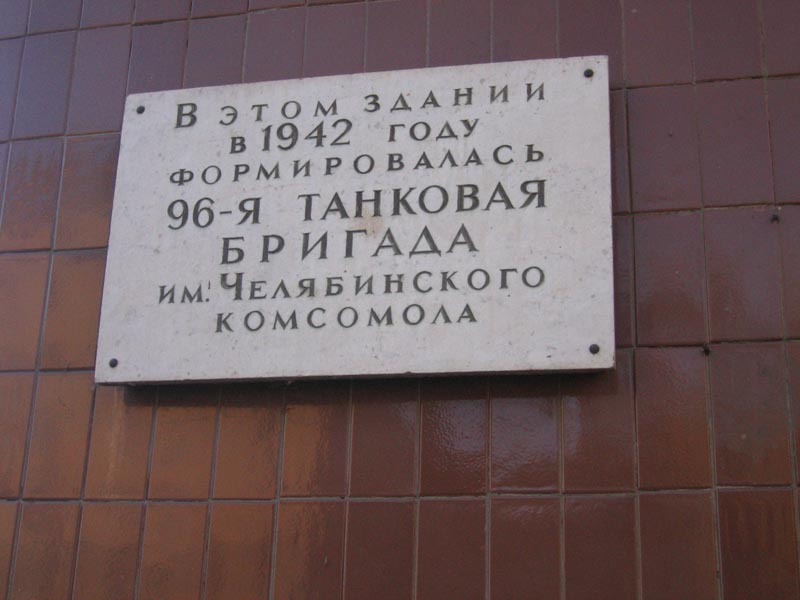 В ЭТОМ ЗДАНИИ
В 1942 ГОДУ
ФОРМИРОВАЛАСЬ
96-Я ТАНКОВАЯ
БРИГАДА
ИМ. ЧЕЛЯБИНСКОГО
КОМСОМОЛА